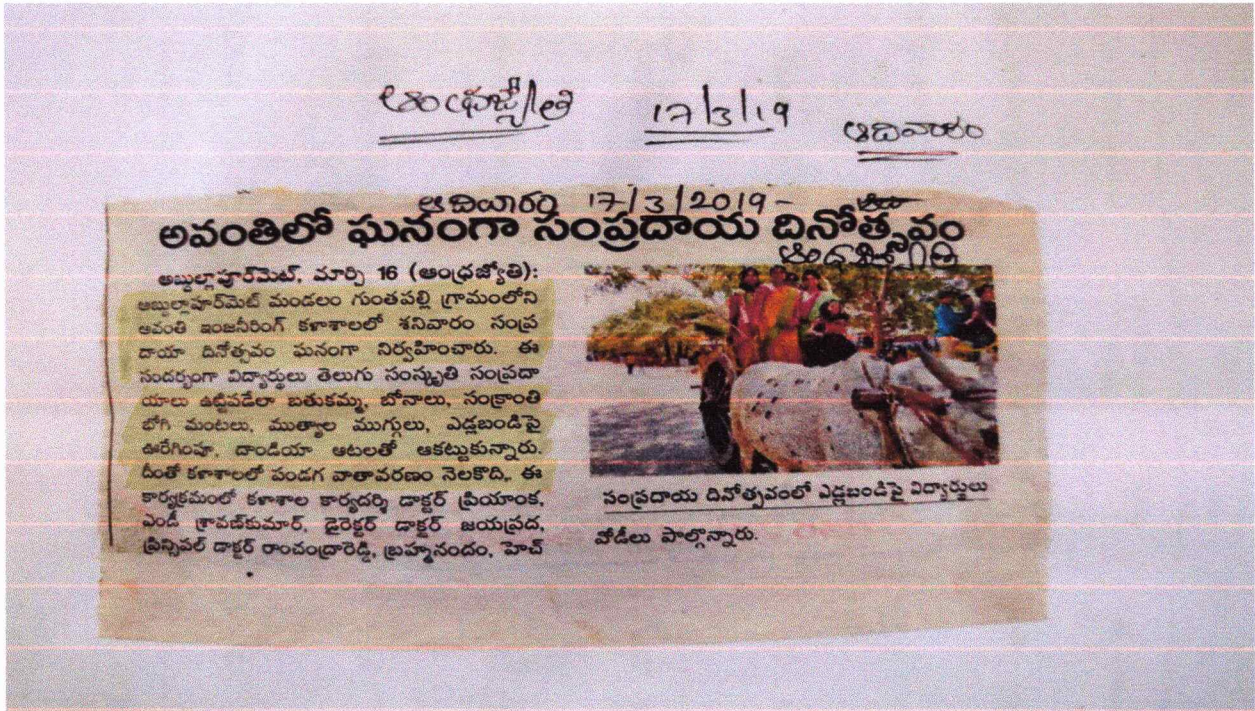 ఆంధ్రజ్యోతి 17/3/19 ఆదివారం
ఆదివారం 17/3/2019-
అవంతిలో ఘనంగా సంప్రదాయ దినోత్సవం
ఆంధ్రజ్యోతి
అబ్దుల్లాపూర్‌మెట్, మార్చి 16 (ఆంధ్రజ్యోతి):
అబ్దుల్లాపూర్‌మెట్ మండలం గుంతపల్లి గ్రామంలోని
అవంతి ఇంజనీరింగ్ కళాశాలలో శనివారం సంప్ర
దాయా దినోత్సవం ఘనంగా నిర్వహించారు. ఈ
సందర్భంగా విద్యార్థులు తెలుగు సంస్కృతి సంప్రదా
యాలు ఉట్టిపడేలా బతుకమ్మ, బోనాలు, సంక్రాంతి
భోగి మంటలు, ముత్యాల ముగ్గులు, ఎడ్లబండిపై
ఊరేగింపూ, దాండియా ఆటలతో ఆకట్టుకున్నారు.
దీంతో కళాశాలలో పండగ వాతావరణం నెలకొంది. ఈ
కార్యక్రమంలో కళాశాల కార్యదర్శి డాక్టర్ ప్రియాంక,
ఎండీ శ్రావణ్‌కుమార్, డైరెక్టర్ డాక్టర్ జయప్రద,
ప్రిన్సిపల్ డాక్టర్ రాంచంద్రారెడ్డి, బ్రహ్మనందం, హెచ్
సంప్రదాయ దినోత్సవంలో ఎడ్లబండిపై విద్యార్థులు
వోడీలు పాల్గొన్నారు.